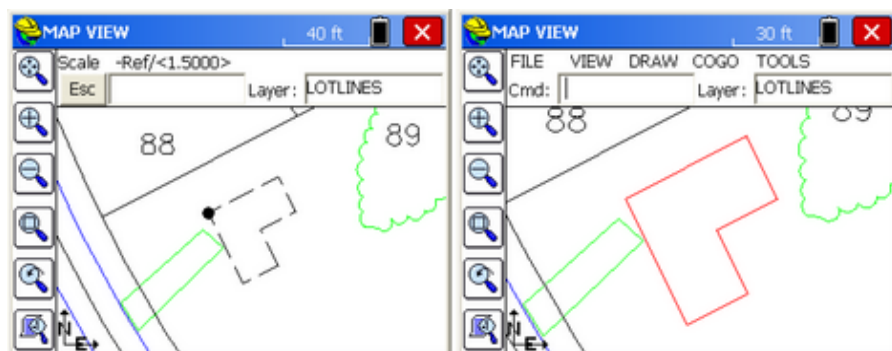 MAP VIEW 40 ft
Scale -Ref/<1.5000>
Esc Layer: LOTLINES
88
89
N
E
MAP VIEW 30 ft
FILE VIEW DRAW COGO TOOLS
Cmd: Layer: LOTLINES
88
89
N
E